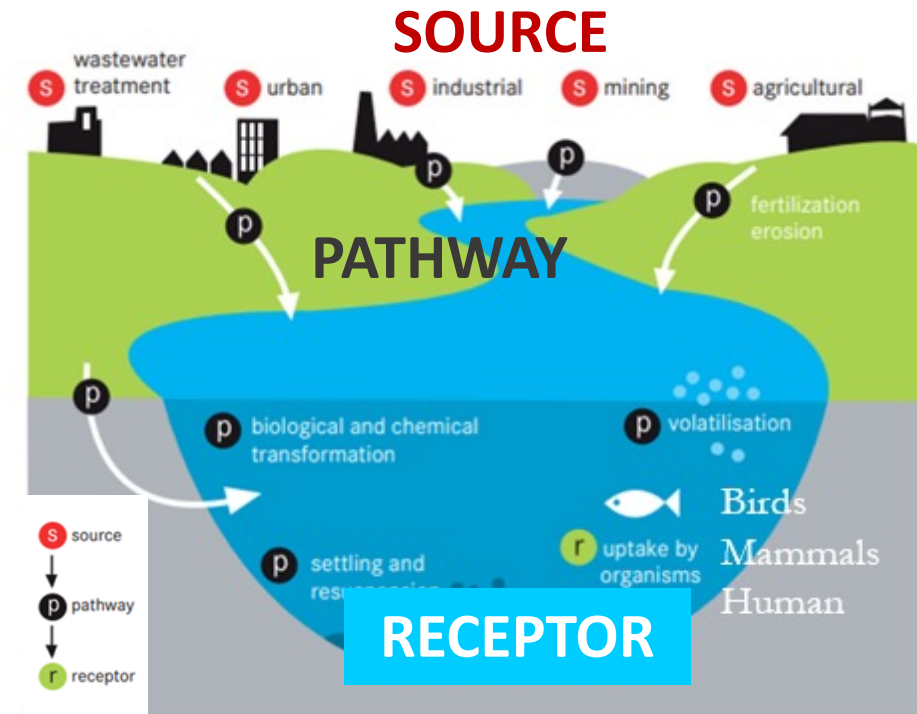 SOURCE
wastewater
treatment
S
S urban
S industrial
S mining
S agricultural
p
p
p
p
fertilization
erosion
PATHWAY
p
p biological and chemical
transformation
p volatilisation
Birds
Mammals
Human
r uptake by
organisms
p settling and
RECEPTOR
S source
p pathway
r receptor